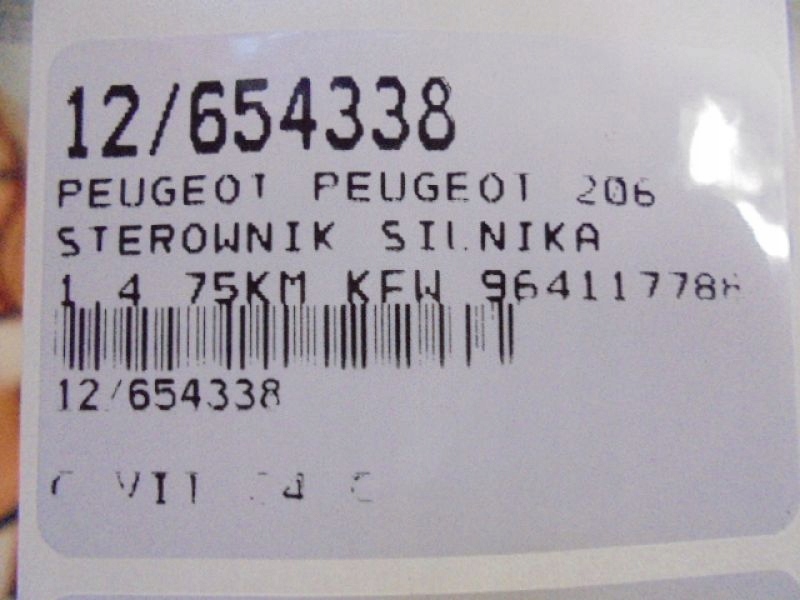 12/654338
PEUGEOT PEUGEOT 206
STEROWNIK SILNIKA
1.4 75KM KFW
12/654338